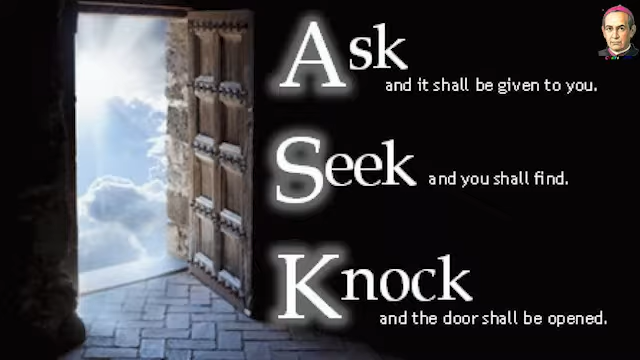 Ask
and it shall be given to you.
Seek and you shall find.
Knock
and the door shall be opened.